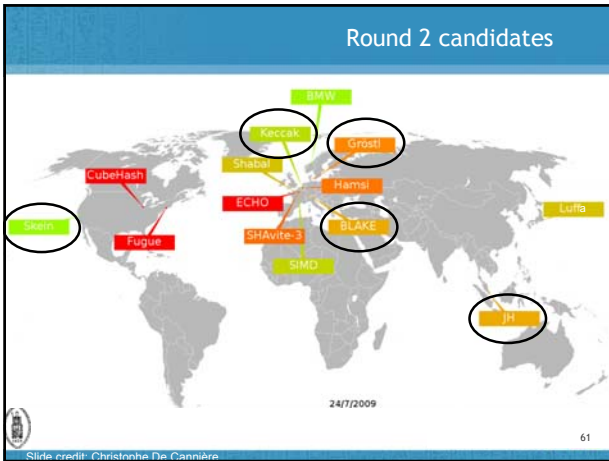 Round 2 candidates
BMW
Keccak
Grøstl
Shabal
CubeHash
Hamsi
ECHO
Luffa
Skein
BLAKE
SHAvite-3
Fugue
SIMD
JH
24/7/2009
61
Slide credit: Christophe De Cannière